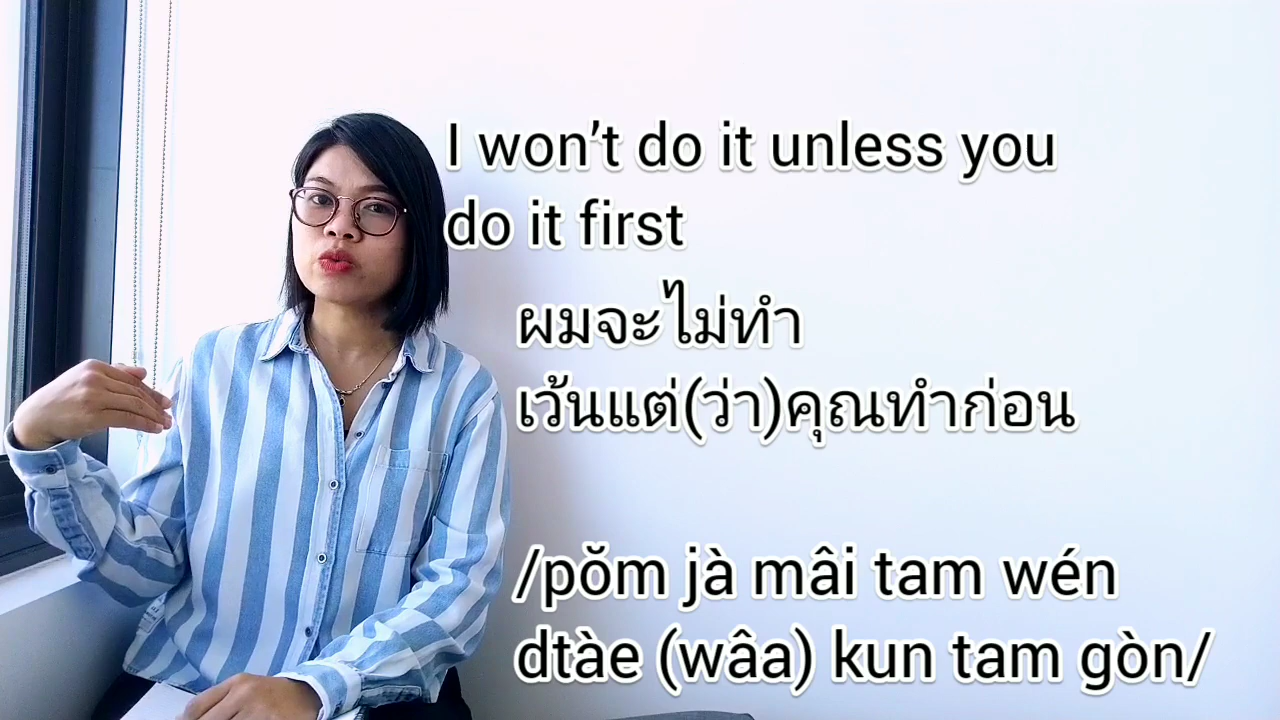 I won’t do it unless you
do it first
ผมจะไม่ทำ
เว้นแต่(ว่า)คุณทำก่อน
/pŏm jà mâi tam wén
dtàe (wâa) kun tam gòn/